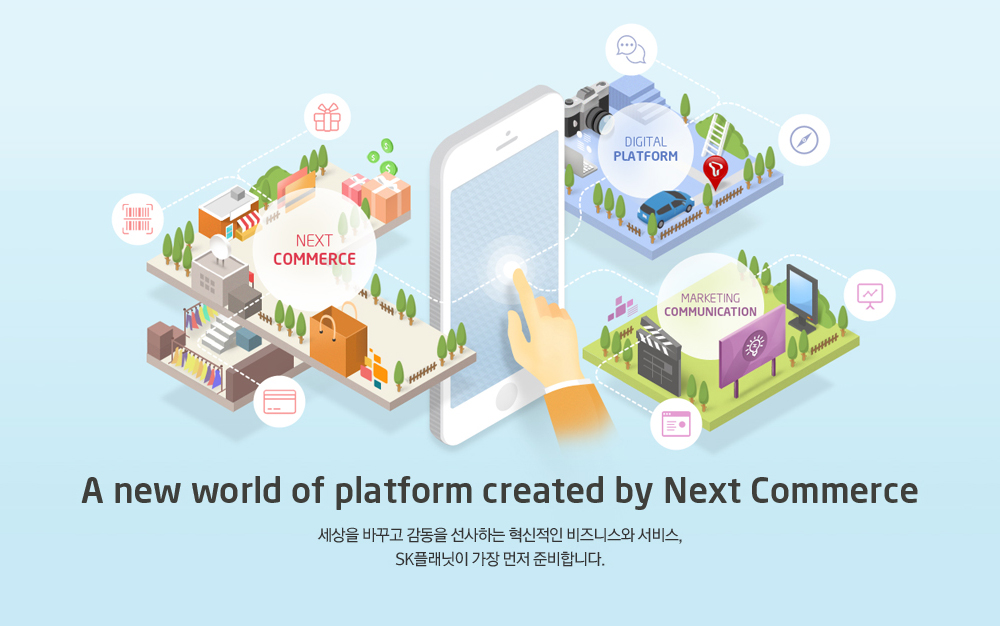 DIGITAL
PLATFORM
NEXT
COMMERCE
MARKETING
COMMUNICATION
A new world of platform created by Next Commerce
세상을 바꾸고 감동을 선사하는 혁신적인 비즈니스와 서비스,
SK플래닛이 가장 먼저 준비합니다.